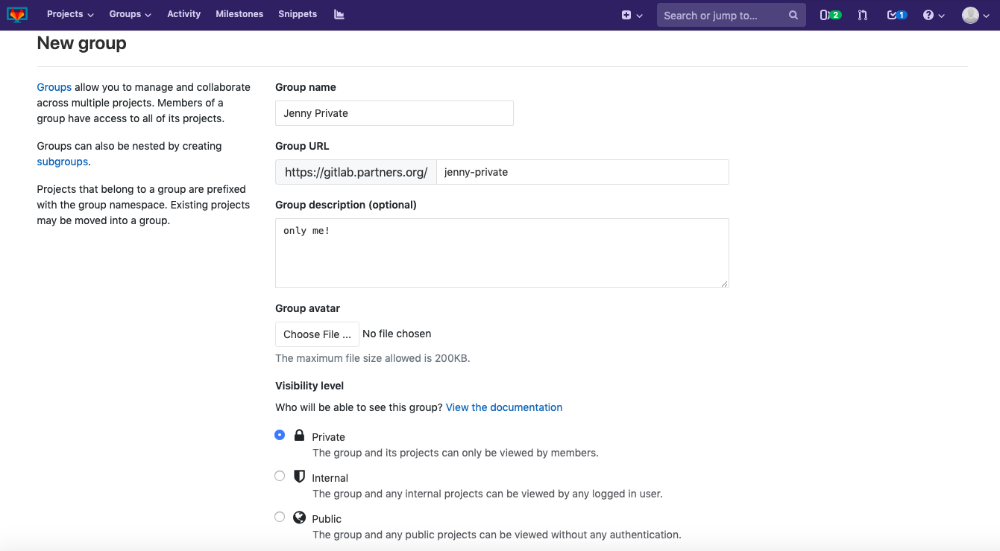 Projects Groups Activity Milestones Snippets Search or jump to... 2 1
New group
Groups allow you to manage and collaborate
across multiple projects. Members of a
group have access to all of its projects.
Groups can also be nested by creating
subgroups.
Projects that belong to a group are prefixed
with the group namespace. Existing projects
may be moved into a group.
Group name
Jenny Private
Group URL
https://gitlab.partners.org/ jenny-private
Group description (optional)
only me!
Group avatar
Choose File ... No file chosen
The maximum file size allowed is 200KB.
Visibility level
Who will be able to see this group? View the documentation
Private
The group and its projects can only be viewed by members.
Internal
The group and any internal projects can be viewed by any logged in user.
Public
The group and any public projects can be viewed without any authentication.